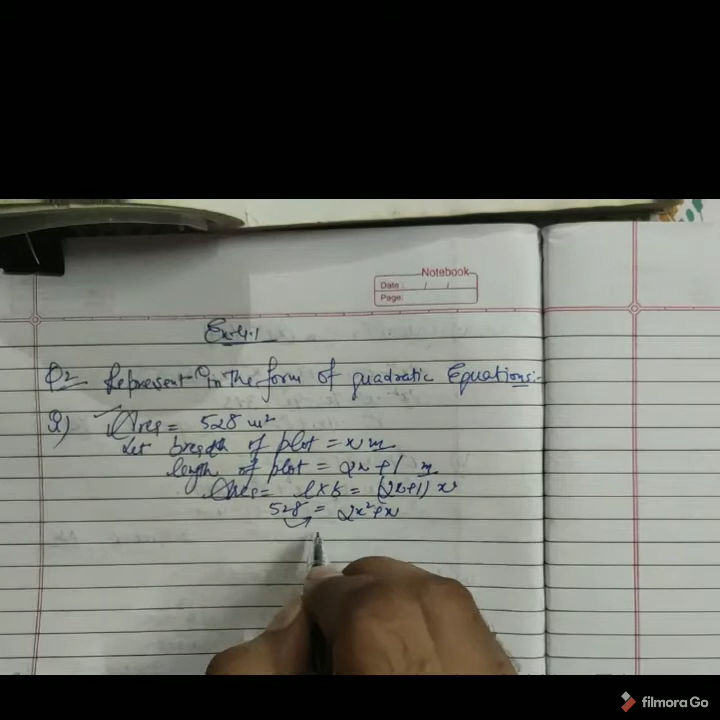 Notebook
Date : / /
Page:
Ex-4.1
Q2 Represent In The form of quadratic Equations:-
Area = 528 m²
Let breadth of plot = x m
length of plot = 2x+1 m
Area = l×b = (2x+1) x
528 = 2x²+x
filmora Go